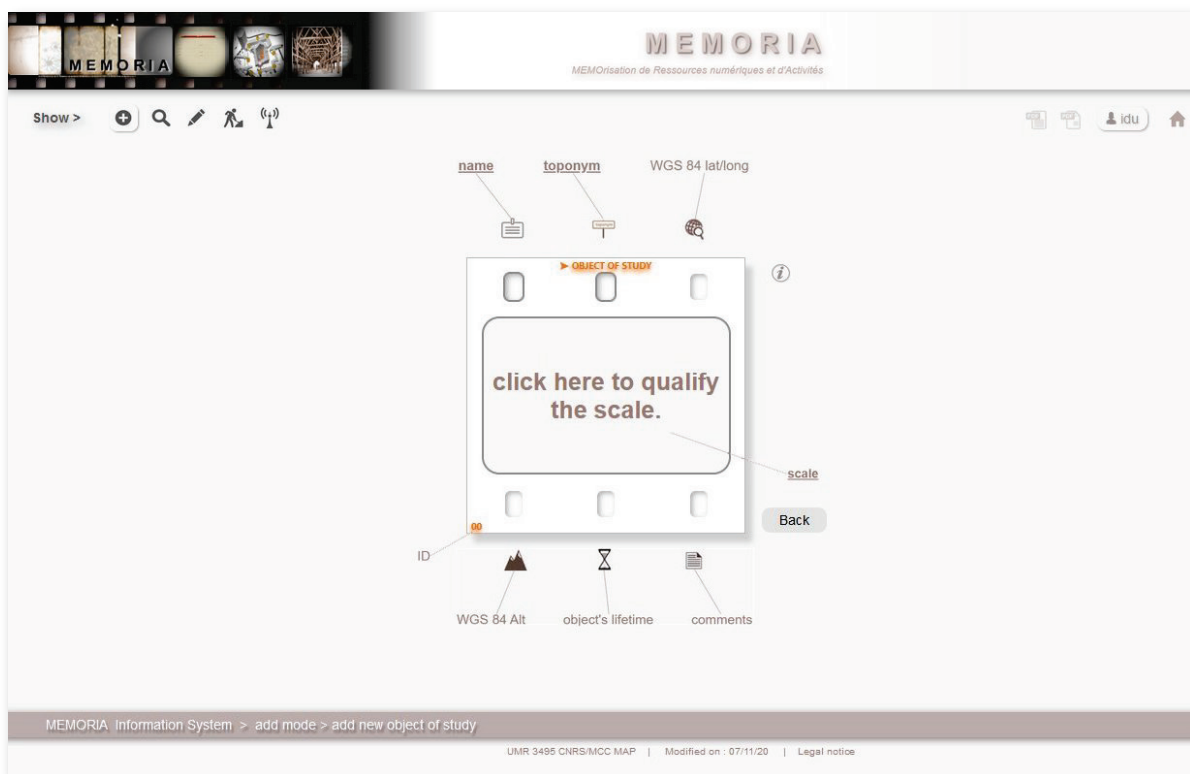 MEMORIA
MEMORIA
MEMOrisation de Ressources numériques et d'Activités
Show >
idu
name toponym WGS 84 lat/long
➤ OBJECT OF STUDY
click here to qualify
the scale.
scale
00
Back
ID
WGS 84 Alt object's lifetime comments
MEMORIA Information System > add mode > add new object of study
UMR 3495 CNRS/MCC MAP | Modified on : 07/11/20 | Legal notice